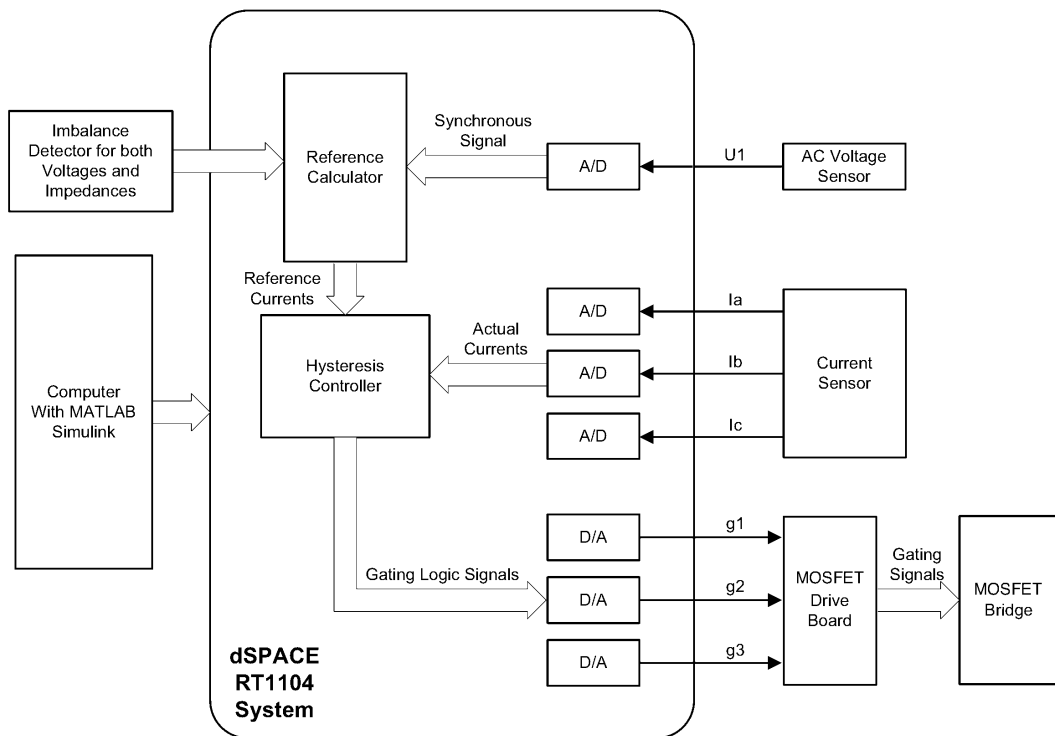 Imbalance
Detector for both
Voltages and
Impedances
Reference
Calculator
Synchronous
Signal
A/D
U1
AC Voltage
Sensor
Reference
Currents
Computer
With MATLAB
Simulink
Hysteresis
Controller
Actual
Currents
A/D
A/D
A/D
Ia
Ib
Ic
Current
Sensor
Gating Logic Signals
D/A
D/A
D/A
g1
g2
g3
MOSFET
Drive
Board
Gating
Signals
MOSFET
Bridge
dSPACE
RT1104
System